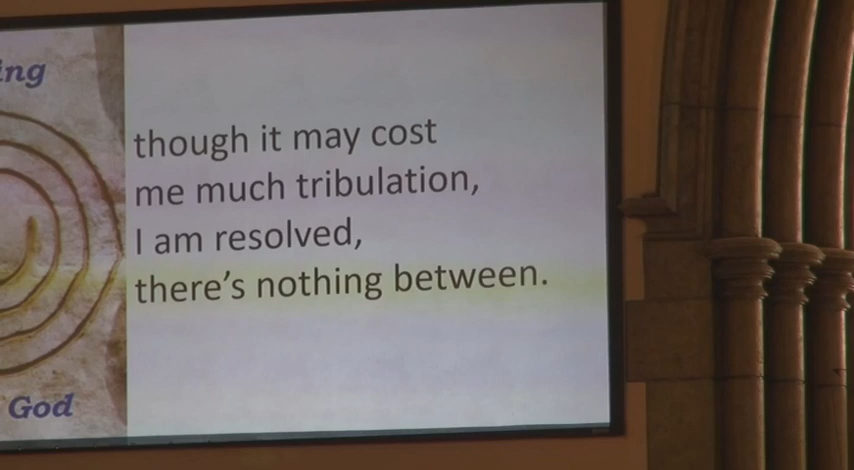 ing
though it may cost
me much tribulation,
I am resolved,
there's nothing between.
God